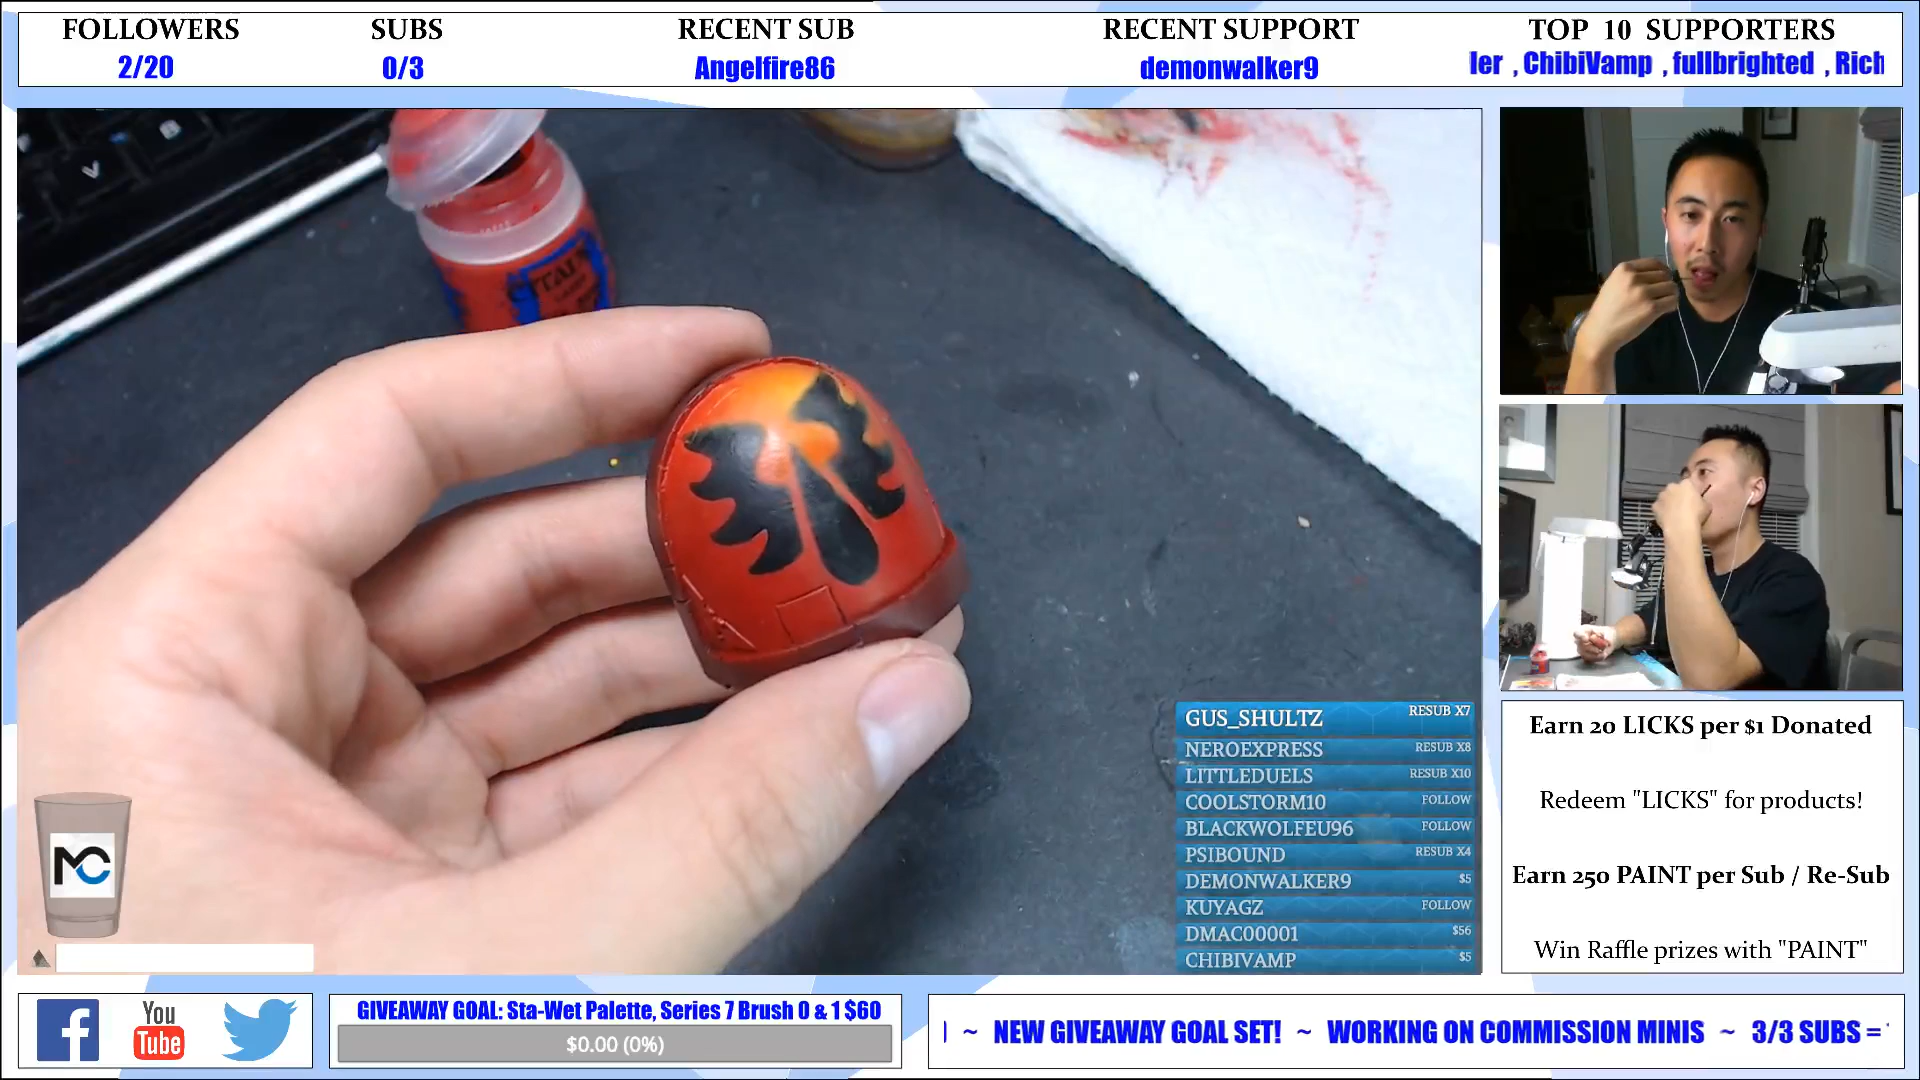 FOLLOWERS
2/20
SUBS
0/3
RECENT SUB
Angelfire86
RECENT SUPPORT
demonwalker9
TOP 10 SUPPORTERS
ler , ChibiVamp , fullbrighted , Rich
V
GUS_SHULTZ RESUB X7
NEROEXPRESS RESUB X8
LITTLEDUELS RESUB X10
COOLSTORM10 FOLLOW
BLACKWOLFEU96 FOLLOW
PSIBOUND RESUB X4
DEMONWALKER9 $5
KUYAGZ FOLLOW
DMAC00001 $56
CHIBIVAMP $5
Earn 20 LICKS per $1 Donated
Redeem "LICKS" for products!
Earn 250 PAINT per Sub / Re-Sub
Win Raffle prizes with "PAINT"
MC
f
You
Tube
GIVEAWAY GOAL: Sta-Wet Palette, Series 7 Brush 0 & 1 $60
$0.00 (0%)
~ NEW GIVEAWAY GOAL SET! ~ WORKING ON COMMISSION MINIS ~ 3/3 SUBS =